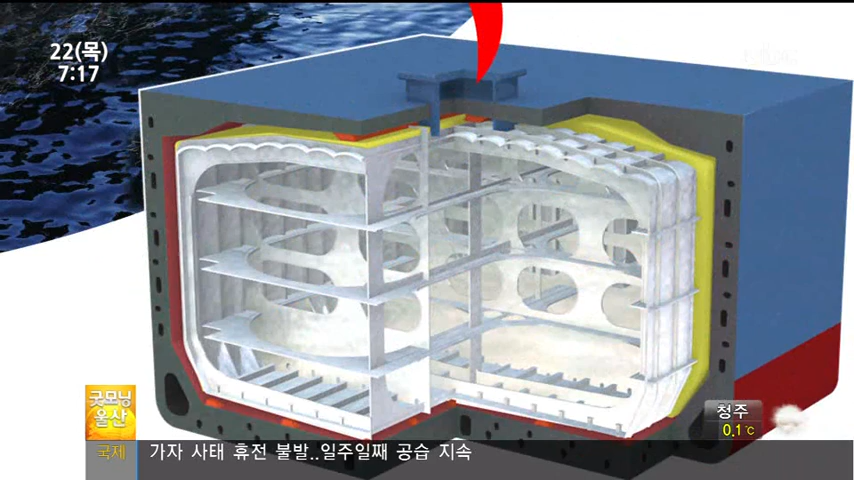 22(목)
7:17
굿모닝
울산
청주
0.1℃
국제
가자 사태 휴전 불발..일주일째 공습 지속